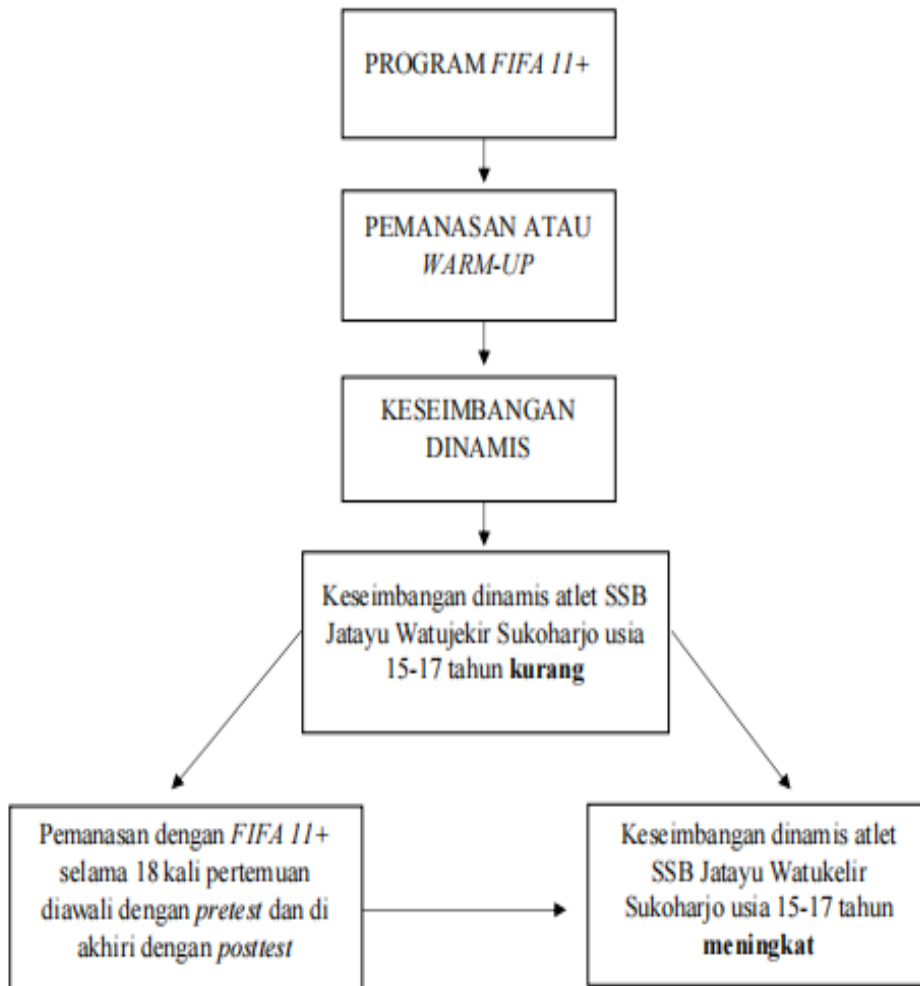 PROGRAM FIFA 11+
PEMANASAN ATAU
WARM-UP
KESEIMBANGAN
DINAMIS
Keseimbangan dinamis atlet SSB
Jatayu Watujekir Sukoharjo usia
15-17 tahun kurang
Pemanasan dengan FIFA 11+
selama 18 kali pertemuan
diawali dengan pretest dan di
akhiri dengan posttest
Keseimbangan dinamis atlet
SSB Jatayu Watukelir
Sukoharjo usia 15-17 tahun
meningkat